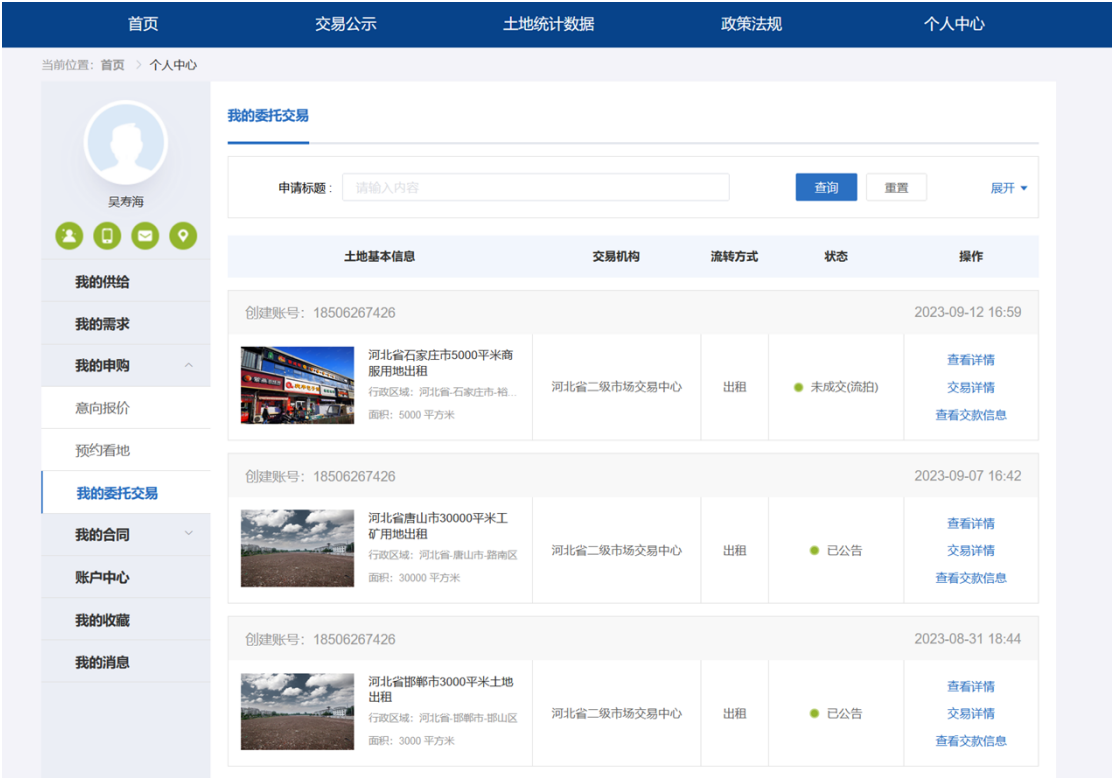 首页 交易公示 土地统计数据 政策法规 个人中心
当前位置: 首页 > 个人中心
吴寿海
我的供给
我的需求
我的申购
意向报价
预约看地
我的委托交易
我的合同
账户中心
我的收藏
我的消息
我的委托交易
申请标题: 请输入内容 查询 重置 展开
土地基本信息 交易机构 流转方式 状态 操作
创建账号: 18506267426 2023-09-12 16:59
河北省石家庄市5000平米商
服用地出租
行政区域: 河北省-石家庄市-裕...
面积: 5000 平方米
河北省二级市场交易中心
出租
未成交(流拍)
查看详情
交易详情
查看交款信息
创建账号: 18506267426 2023-09-07 16:42
河北省唐山市30000平米工
矿用地出租
行政区域: 河北省-唐山市-路南区
面积: 30000 平方米
河北省二级市场交易中心
出租
已公告
查看详情
交易详情
查看交款信息
创建账号: 18506267426 2023-08-31 18:44
河北省邯郸市3000平米土地
出租
行政区域: 河北省-邯郸市-邯山区
面积: 3000 平方米
河北省二级市场交易中心
出租
已公告
查看详情
交易详情
查看交款信息